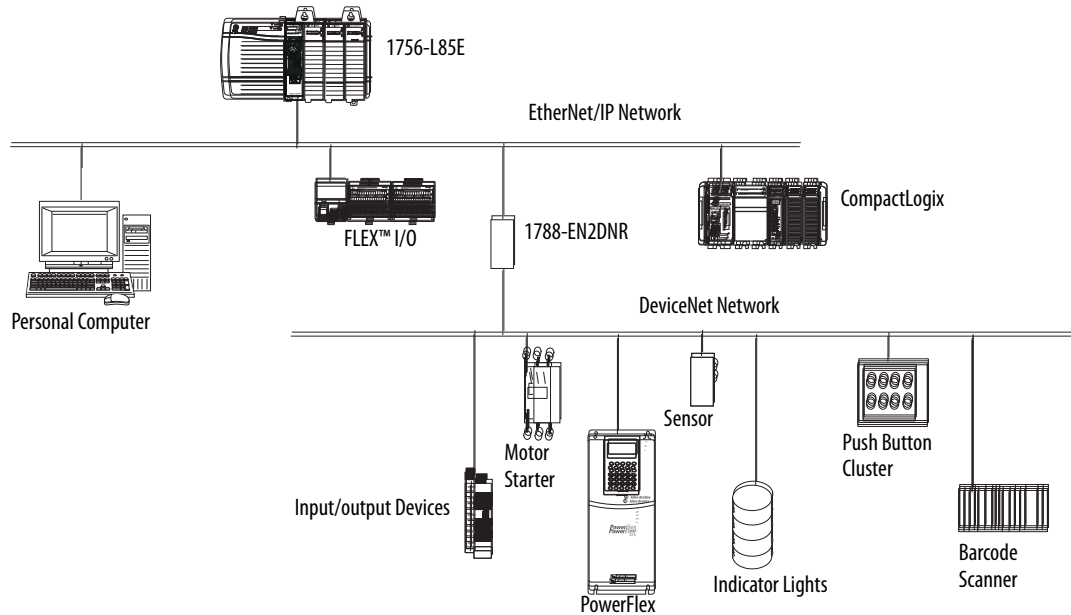 1756-L85E
EtherNet/IP Network
CompactLogix
FLEX™ I/O
1788-EN2DNR
Personal Computer
DeviceNet Network
Motor
Starter
Sensor
Push Button
Cluster
Input/output Devices
PowerFlex
Indicator Lights
Barcode
Scanner
PowerFlex